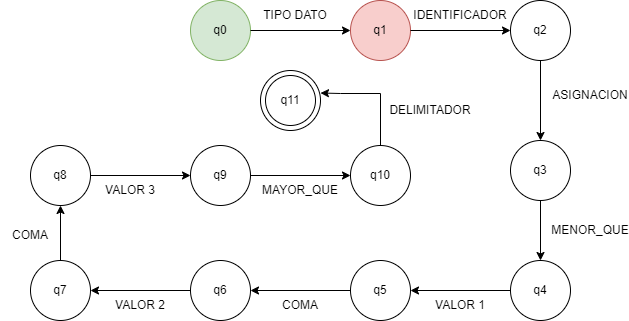 q0
TIPO DATO
q1
IDENTIFICADOR
q2
ASIGNACION
q3
MENOR_QUE
q4
VALOR 1
q5
COMA
q6
VALOR 2
q7
COMA
q8
VALOR 3
q9
MAYOR_QUE
q10
DELIMITADOR
q11